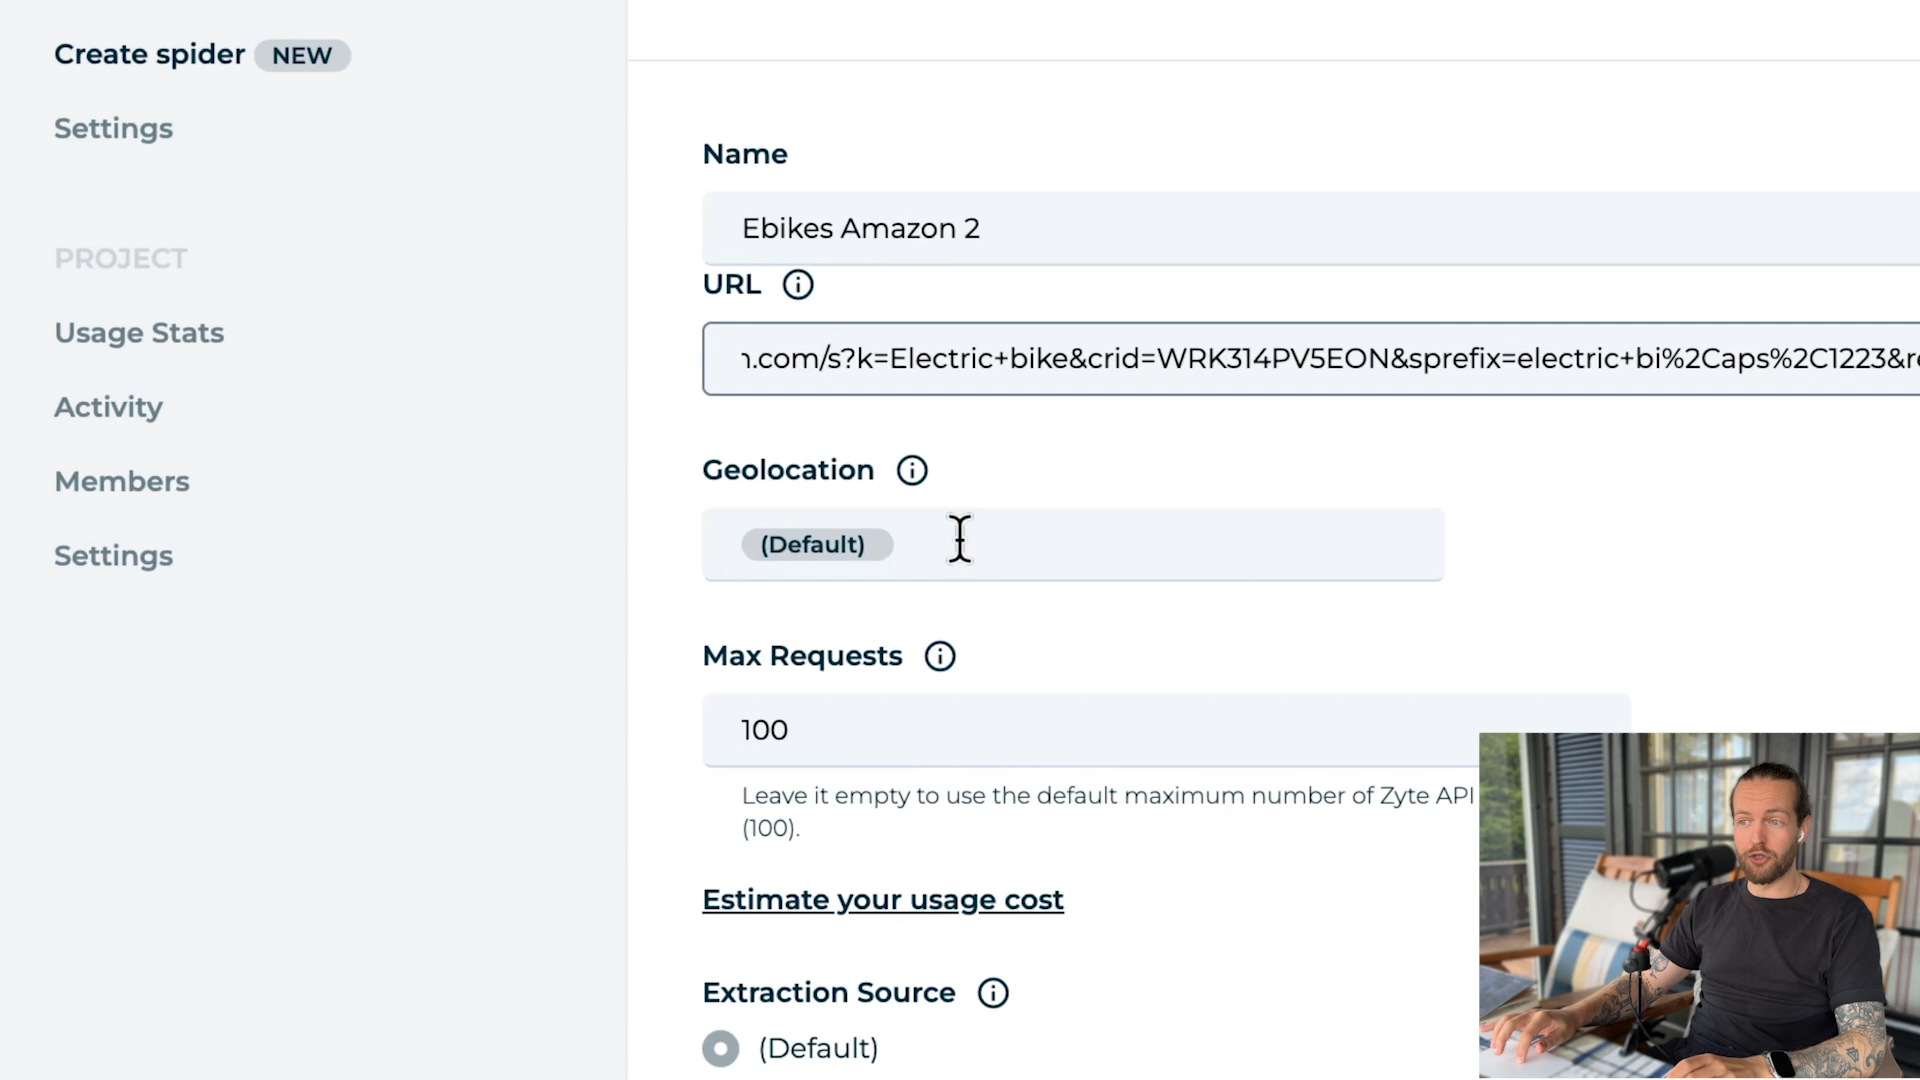 Create spider NEW
Settings
PROJECT
Usage Stats
Activity
Members
Settings
Name
Ebikes Amazon 2
URL
n.com/s?k=Electric+bike&crid=WRK314PV5EON&sprefix=electric+bi%2Caps%2C1223&re
Geolocation
(Default)
Max Requests
100
Leave it empty to use the default maximum number of Zyte API
(100).
Estimate your usage cost
Extraction Source
(Default)